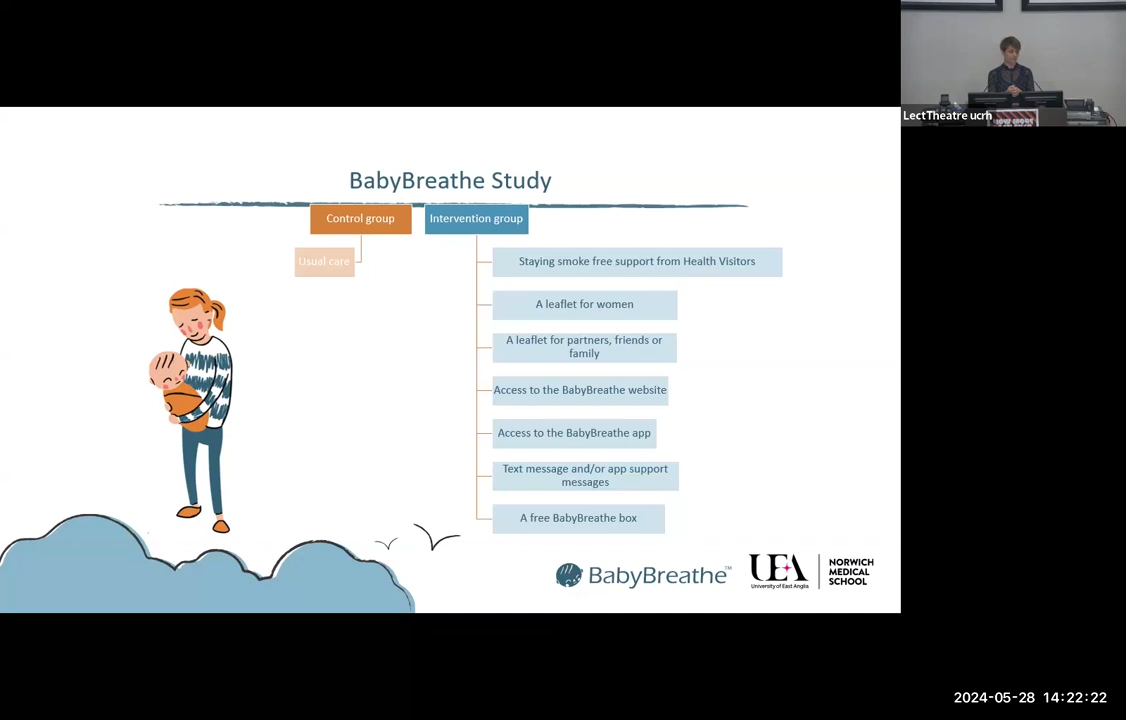 LectTheatre ucrh
BabyBreathe Study
Control group
Intervention group
Usual care
Staying smoke free support from Health Visitors
A leaflet for women
A leaflet for partners, friends or
family
Access to the BabyBreathe website
Access to the BabyBreathe app
Text message and/or app support
messages
A free BabyBreathe box
BabyBreathe™
UEA
University of East Anglia
NORWICH
MEDICAL
SCHOOL
2024-05-28 14:22:22